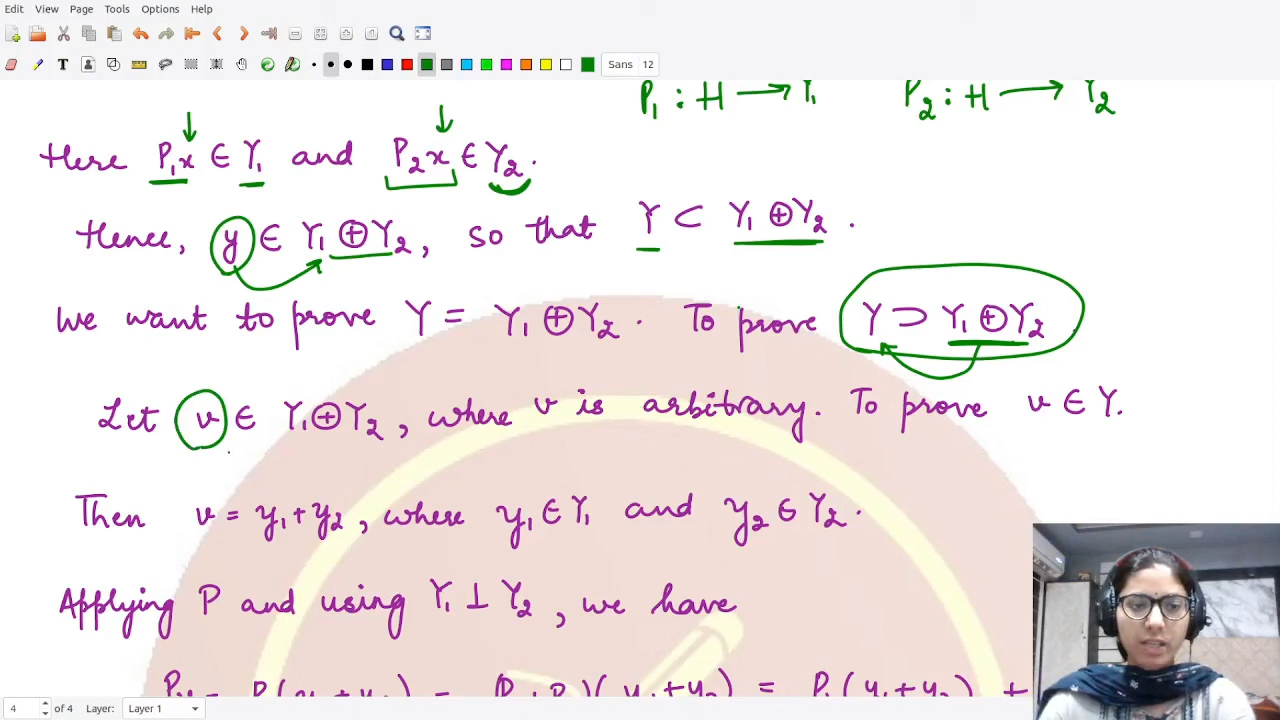 Edit View Page Tools Options Help
Sans 12
P₁ : H → Y₁ P₂ : H → Y₂
Here P₁x ∈ Y₁ and P₂x ∈ Y₂.
Hence, y ∈ Y₁ ⊕ Y₂, so that Y ⊂ Y₁ ⊕ Y₂.
We want to prove Y = Y₁ ⊕ Y₂. To prove Y ⊃ Y₁ ⊕ Y₂
Let v ∈ Y₁ ⊕ Y₂, where v is arbitrary. To prove v ∈ Y.
Then v = y₁ + y₂, where y₁ ∈ Y₁ and y₂ ∈ Y₂.
Applying P and using Y₁ ⊥ Y₂, we have
= = P₁(y₁+y₂) +
4 of 4 Layer: Layer 1